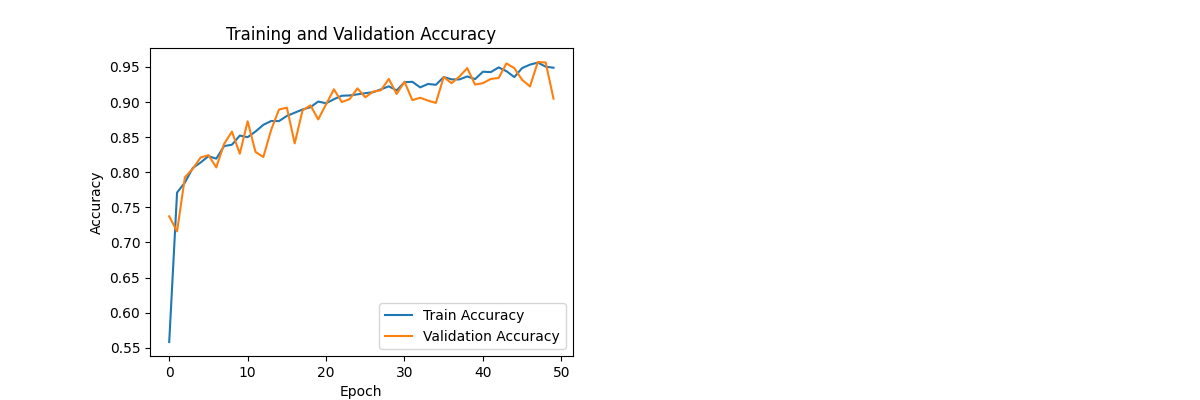 Training and Validation Accuracy
Accuracy
0.95
0.90
0.85
0.80
0.75
0.70
0.65
0.60
0.55
Train Accuracy
Validation Accuracy
0 10 20 30 40 50
Epoch